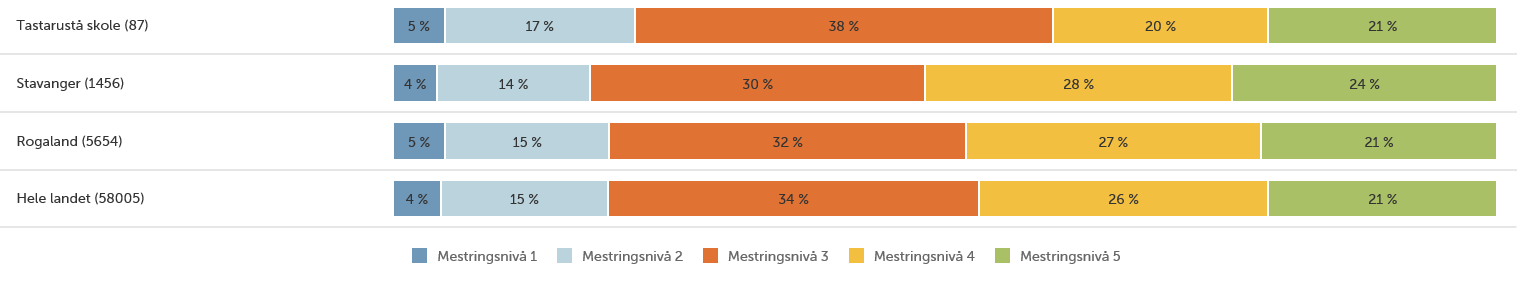 Tastarustå skole (87) 5 % 17 % 38 % 20 % 21 %
Stavanger (1456) 4 % 14 % 30 % 28 % 24 %
Rogaland (5654) 5 % 15 % 32 % 27 % 21 %
Hele landet (58005) 4 % 15 % 34 % 26 % 21 %
Mestringsnivå 1 Mestringsnivå 2 Mestringsnivå 3 Mestringsnivå 4 Mestringsnivå 5